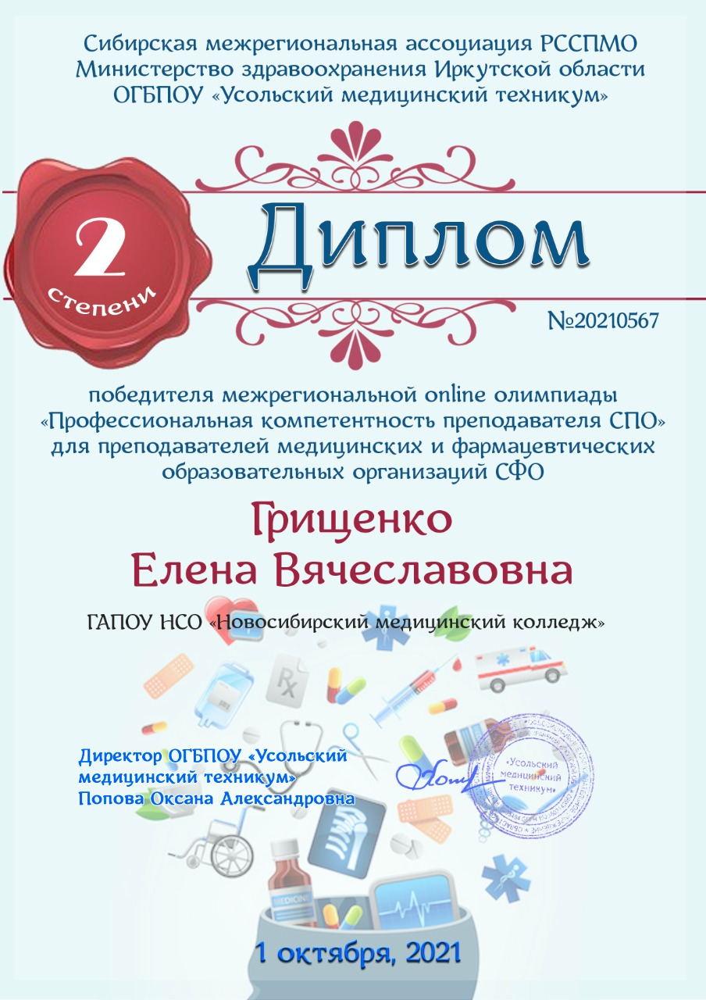 Сибирская межрегиональная ассоциация РССПМО
Министерство здравоохранения Иркутской области
ОГБПОУ «Усольский медицинский техникум»
2
степени
Диплом
№20210567
победителя межрегиональной online олимпиады
«Профессиональная компетентность преподавателя СПО»
для преподавателей медицинских и фармацевтических
образовательных организаций СФО
Грищенко
Елена Вячеславовна
ГАПОУ НСО «Новосибирский медицинский колледж»
Rx
Директор ОГБПОУ «Усольский
медицинский техникум»
Попова Оксана Александровна
«Усольский
медицинский
техникум»
MEDICINE
1 октября, 2021